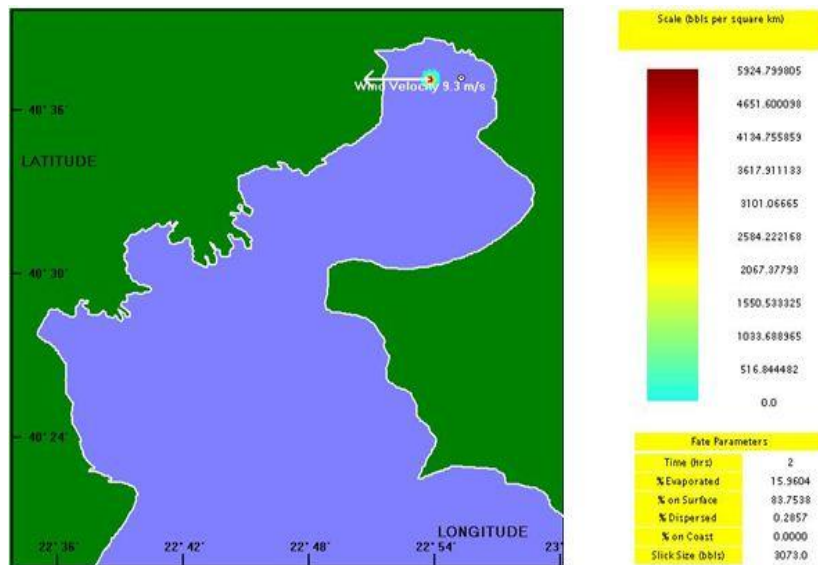 Wind Velocity 9.3 m/s
40° 36'
LATITUDE
40° 30'
40° 24'
LONGITUDE
22° 36' 22° 42' 22° 48' 22° 54' 23°
Scale (bbls per square km)
5924.799805
4651.600098
4134.755859
3617.911133
3101.06665
2584.222168
2067.37793
1550.533325
1033.688965
516.844482
0.0
Fate Parameters
Time (hrs) 2
% Evaporated 15.9604
% on Surface 83.7538
% Dispersed 0.2857
% on Coast 0.0000
Slick Size (bbls) 3073.0